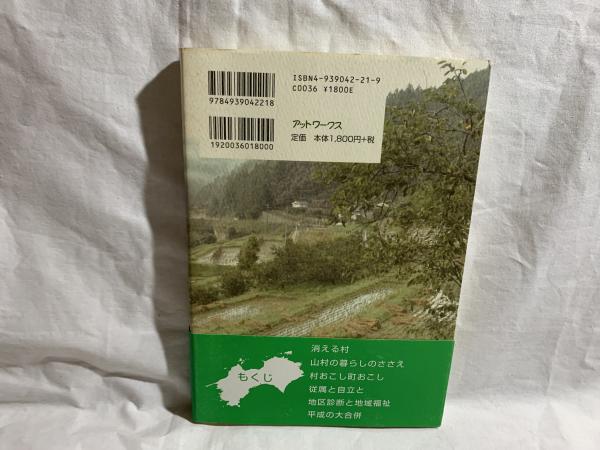 ISBN4-939042-21-9
C0036 ¥1800E
9784939042218
アットワークス
定価 本体1,800円+税
1920036018000
もくじ
消える村
山村の暮らしのささえ
村おこし町おこし
従属と自立と
地区診断と地域福祉
平成の大合併